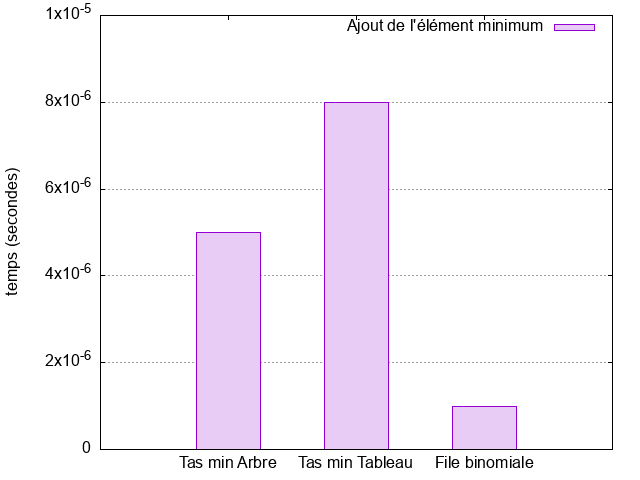 Ajout de l'élément minimum
temps (secondes)
1x10⁻⁵
8x10⁻⁶
6x10⁻⁶
4x10⁻⁶
2x10⁻⁶
0
Tas min Arbre Tas min Tableau File binomiale